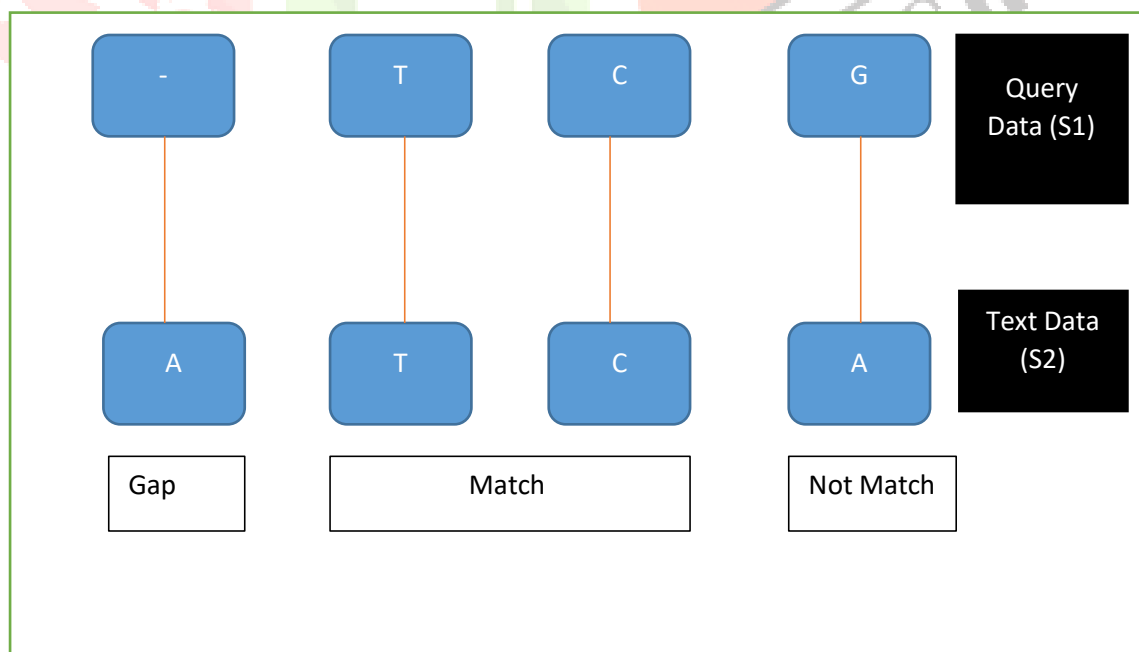 -
T
C
G
Query
Data (S1)
A
T
C
A
Text Data
(S2)
Gap
Match
Not Match